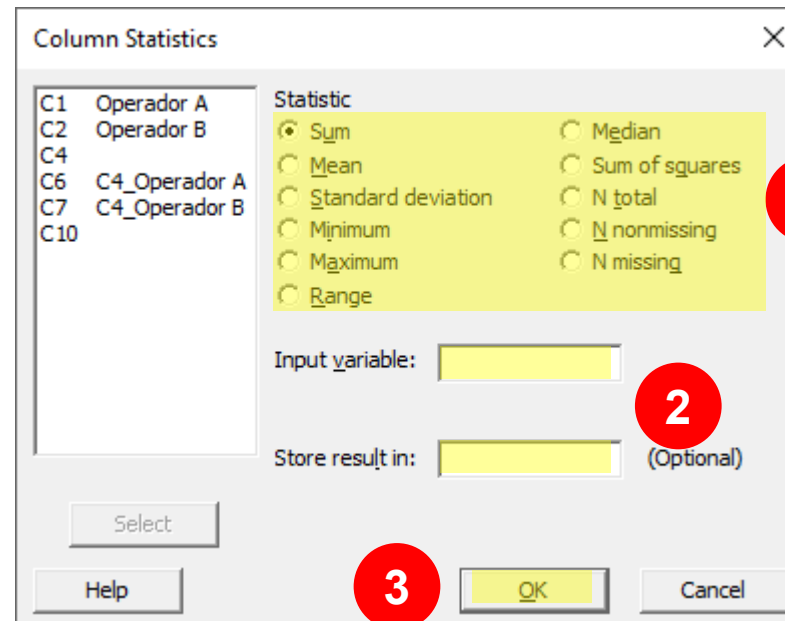 Column Statistics
C1 Operador A
C2 Operador B
C4
C6 C4_Operador A
C7 C4_Operador B
C10
Statistic
Sum
Mean
Standard deviation
Minimum
Maximum
Range
Median
Sum of squares
N total
N nonmissing
N missing
Input variable:
2
Store result in:
(Optional)
Select
Help
3
OK
Cancel